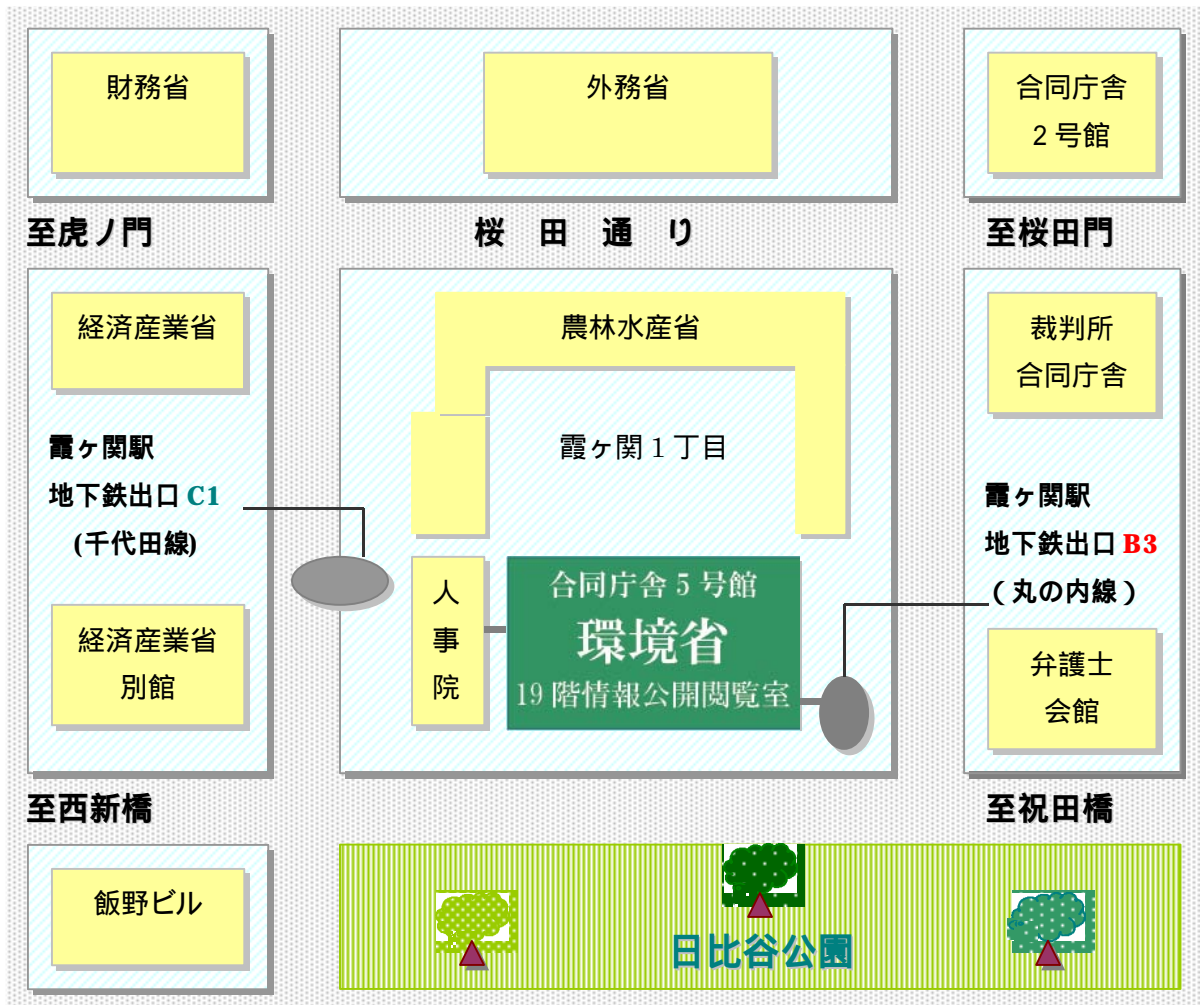 財務省
外務省
合同庁舎
2号館
至虎ノ門
桜田通り
至桜田門
経済産業省
農林水産省
裁判所
合同庁舎
霞ヶ関駅
地下鉄出口 C1
(千代田線)
霞ヶ関1丁目
霞ヶ関駅
地下鉄出口 B3
(丸の内線)
経済産業省
別館
人
事
院
合同庁舎5号館
環境省
19階情報公開閲覧室
弁護士
会館
至西新橋
至祝田橋
飯野ビル
日比谷公園